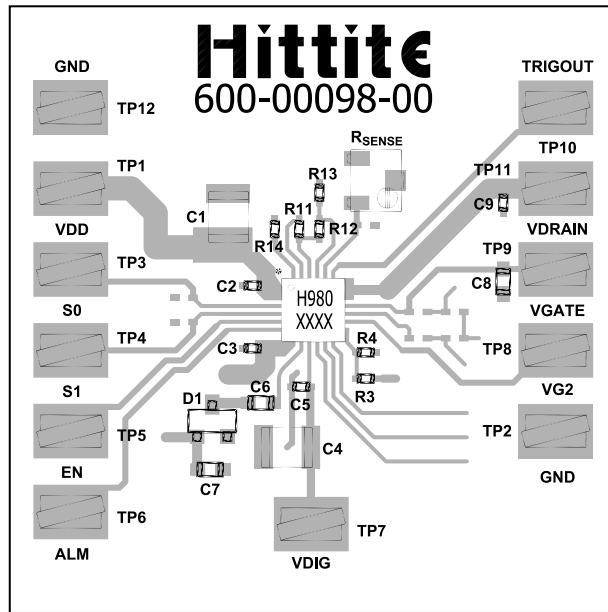 Hittite
600-00098-00
GND
TP12
TRIGOUT
TP10
RSENSE
R13
TP1
VDD
C1
R11
R12
R14
TP11
C9
VDRAIN
TP3
S0
C2
H980
XXXX
TP9
C8
VGATE
TP4
S1
C3
R4
R3
TP8
VG2
D1
C6
C5
TP5
EN
C4
TP2
GND
C7
TP6
ALM
TP7
VDIG